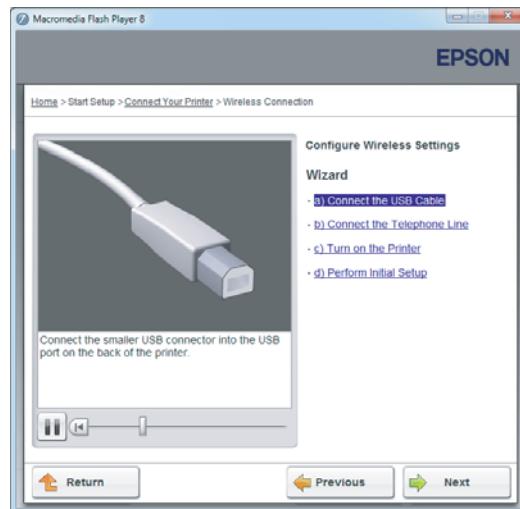 Macromedia Flash Player 8
EPSON
Home > Start Setup > Connect Your Printer > Wireless Connection
Configure Wireless Settings
Wizard
- a) Connect the USB Cable
- b) Connect the Telephone Line
- c) Turn on the Printer
- d) Perform Initial Setup
Connect the smaller USB connector into the USB
port on the back of the printer.
Return
Previous
Next